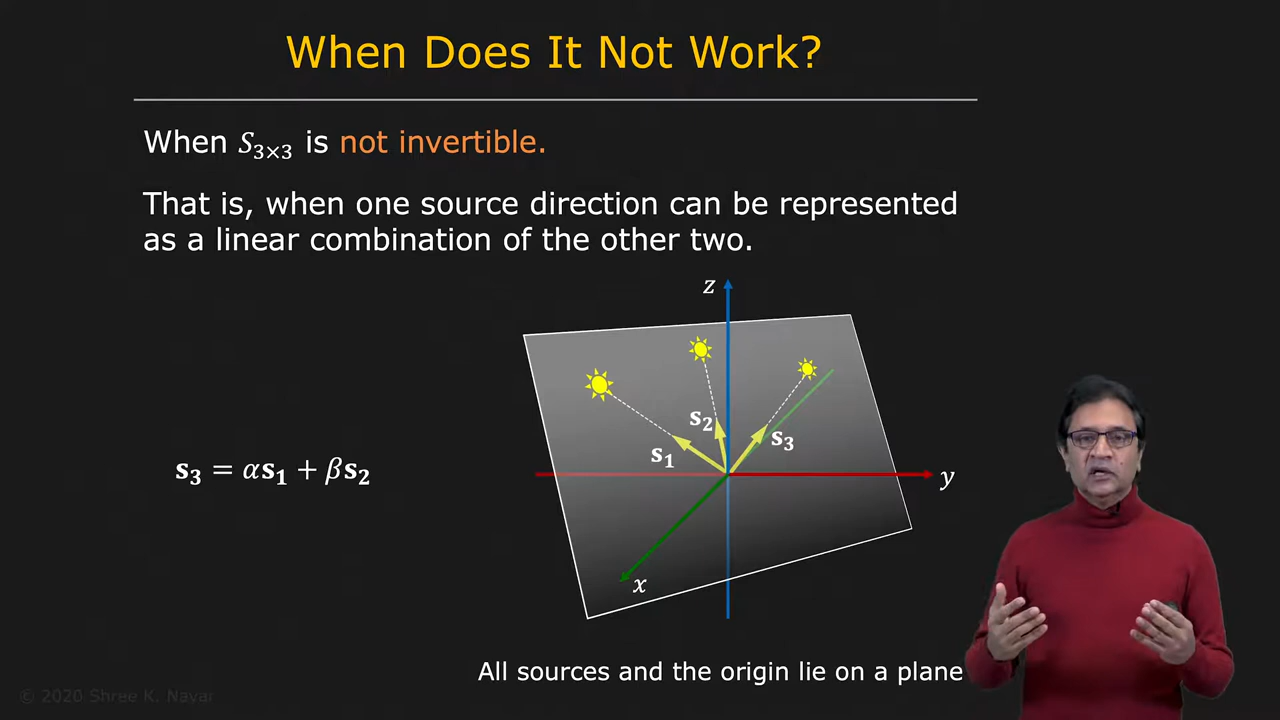 When Does It Not Work?
When S₃ₓ₃ is not invertible.
That is, when one source direction can be represented
as a linear combination of the other two.
z
s₂
s₃
s₁
s₃ = αs₁ + βs₂
y
x
All sources and the origin lie on a plane
© 2020 Shree K. Nayar